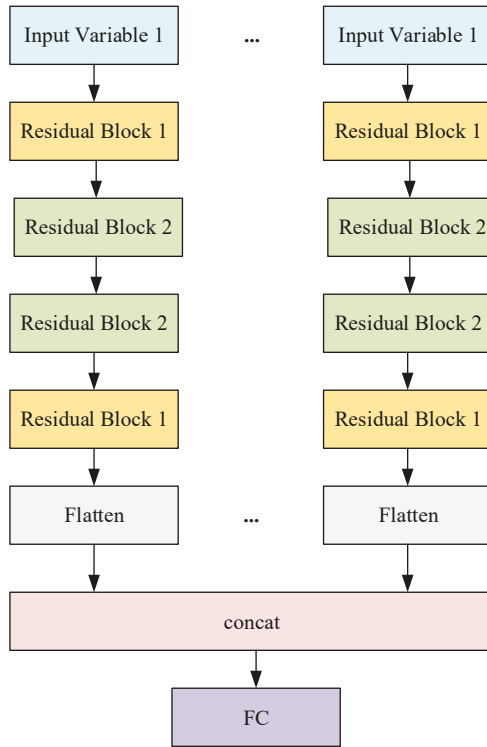 Input Variable 1 ... Input Variable 1
Residual Block 1 Residual Block 1
Residual Block 2 Residual Block 2
Residual Block 2 Residual Block 2
Residual Block 1 Residual Block 1
Flatten ... Flatten
concat
FC